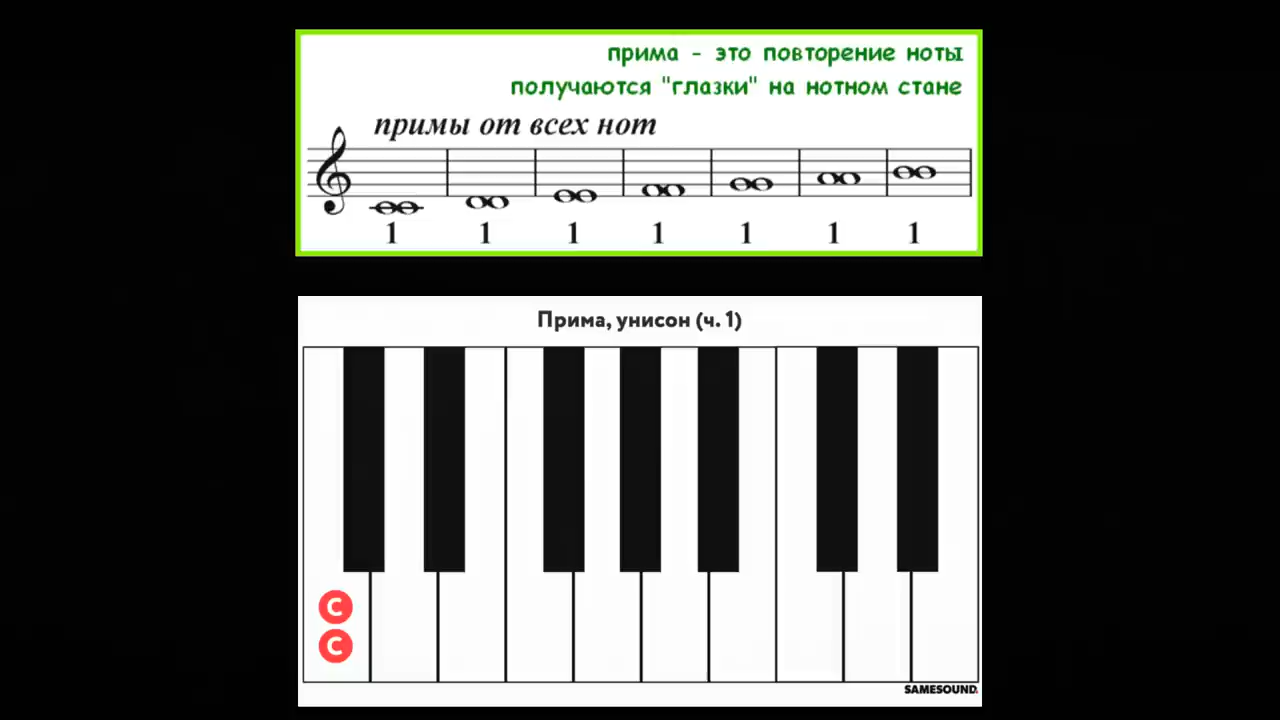 прима - это повторение ноты
получаются "глазки" на нотном стане
примы от всех нот
1 1 1 1 1 1 1
Прима, унисон (ч. 1)
C
C
SAMESOUND.